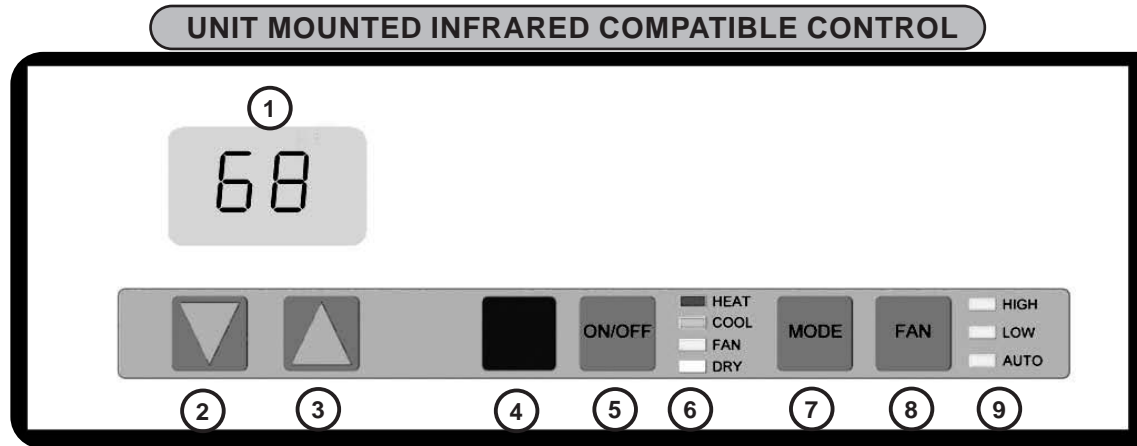 UNIT MOUNTED INFRARED COMPATIBLE CONTROL
1
68
HEAT
COOL
FAN
DRY
ON/OFF
MODE
FAN
HIGH
LOW
AUTO
2 3 4 5 6 7 8 9